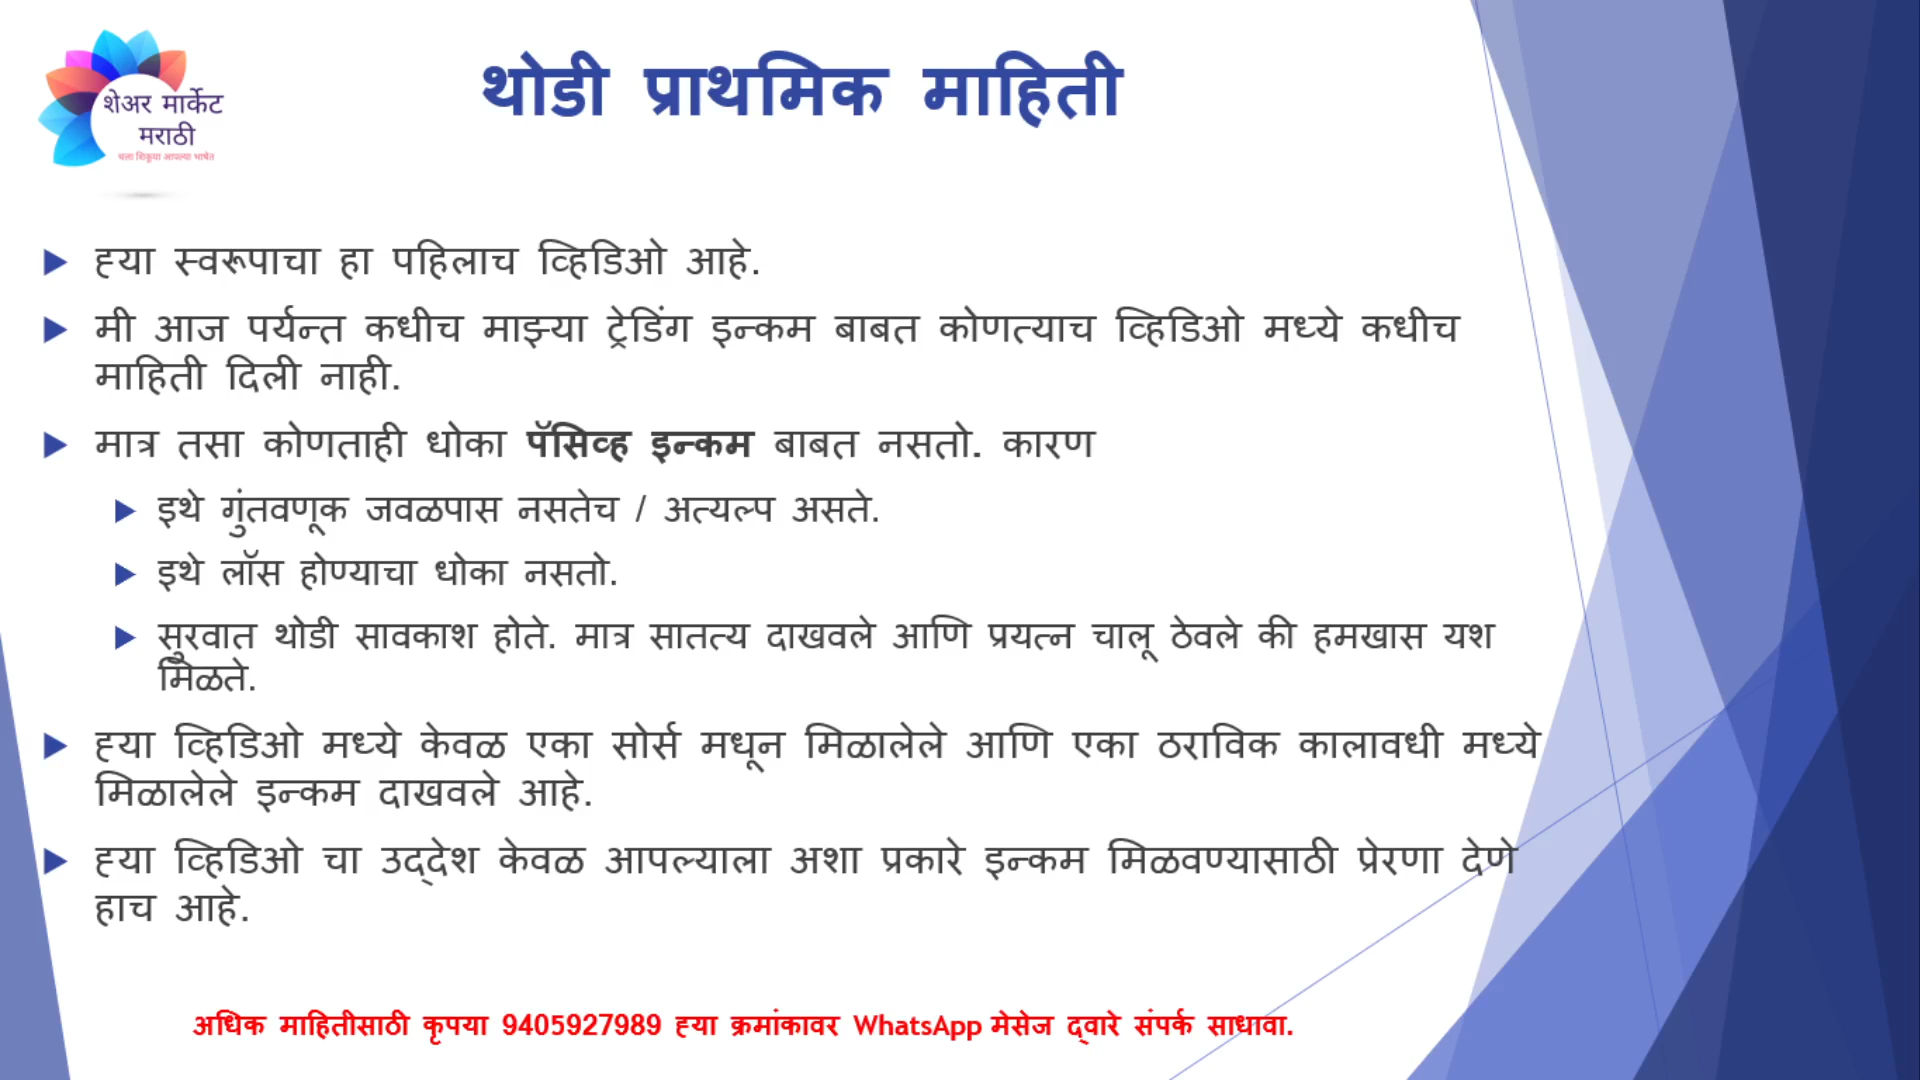 शेअर मार्केट
मराठी
चला शिकूया आपल्या भाषेत
थोडी प्राथमिक माहिती
ह्या स्वरूपाचा हा पहिलाच व्हिडिओ आहे.
मी आज पर्यन्त कधीच माझ्या ट्रेडिंग इन्कम बाबत कोणत्याच व्हिडिओ मध्ये कधीच
माहिती दिली नाही.
मात्र तसा कोणताही धोका पॅसिव्ह इन्कम बाबत नसतो. कारण
इथे गुंतवणूक जवळपास नसतेच / अत्यल्प असते.
इथे लॉस होण्याचा धोका नसतो.
सुरवात थोडी सावकाश होते. मात्र सातत्य दाखवले आणि प्रयत्न चालू ठेवले की हमखास यश
मिळते.
ह्या व्हिडिओ मध्ये केवळ एका सोर्स मधून मिळालेले आणि एका ठराविक कालावधी मध्ये
मिळालेले इन्कम दाखवले आहे.
ह्या व्हिडिओ चा उद्देश केवळ आपल्याला अशा प्रकारे इन्कम मिळवण्यासाठी प्रेरणा देणे
हाच आहे.
अधिक माहितीसाठी कृपया 9405927989 ह्या क्रमांकावर WhatsApp मेसेज द्वारे संपर्क साधावा.